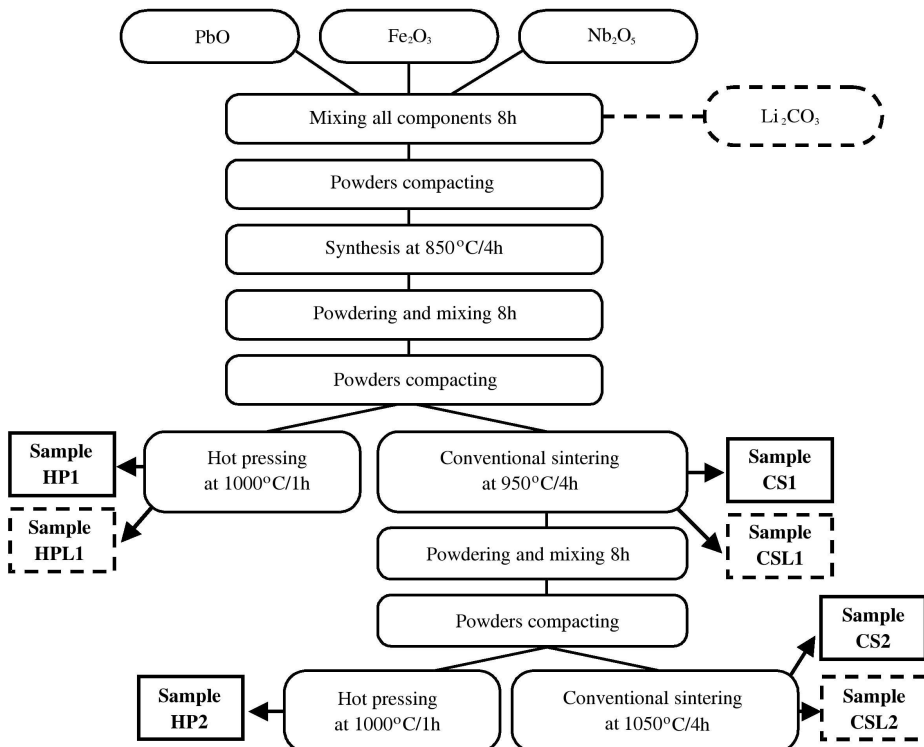 PbO
Fe₂O₃
Nb₂O₅
Mixing all components 8h
Li₂CO₃
Powders compacting
Synthesis at 850°C/4h
Powdering and mixing 8h
Powders compacting
Sample
HP1
Hot pressing
at 1000°C/1h
Conventional sintering
at 950°C/4h
Sample
CS1
Sample
HPL1
Sample
CSL1
Powdering and mixing 8h
Powders compacting
Sample
CS2
Sample
HP2
Hot pressing
at 1000°C/1h
Conventional sintering
at 1050°C/4h
Sample
CSL2